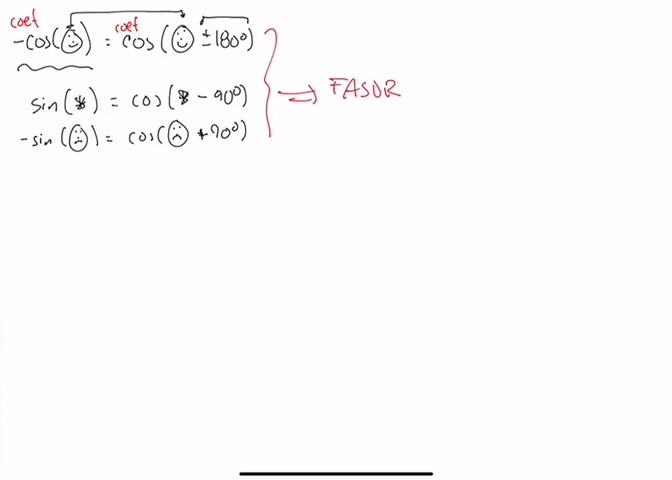 coef coef
-cos(☺) = cos(☺ ±180°)
sin(*) = cos(* - 90°)
-sin(☹) = cos(☹ +90°)
FASOR